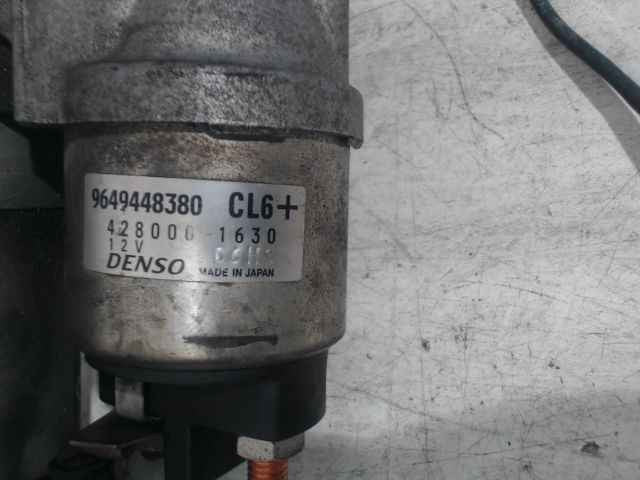 9649448380 CL6+
428000-1630
12V
DENSO MADE IN JAPAN